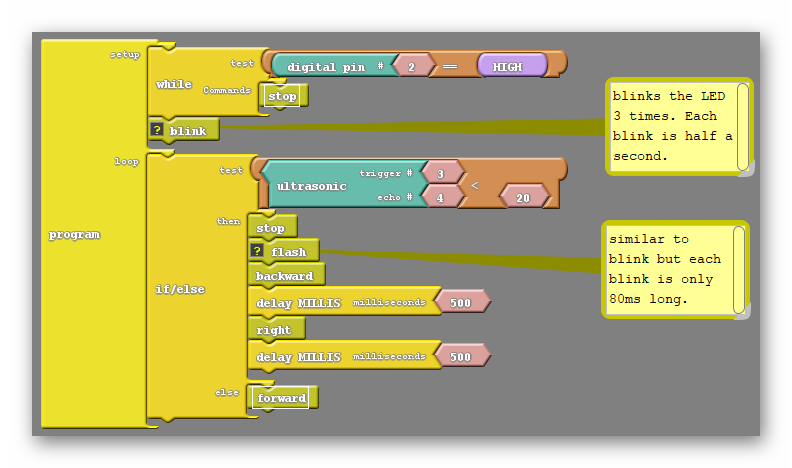 setup
test
digital pin # 2 == HIGH
while
Commands
stop
? blink
blinks the LED
3 times. Each
blink is half a
second.
loop
test
ultrasonic
trigger # 3
echo # 4
<
20
program
if/else
then
stop
? flash
backward
delay MILLIS milliseconds 500
right
delay MILLIS milliseconds 500
else
forward
similar to
blink but each
blink is only
80ms long.